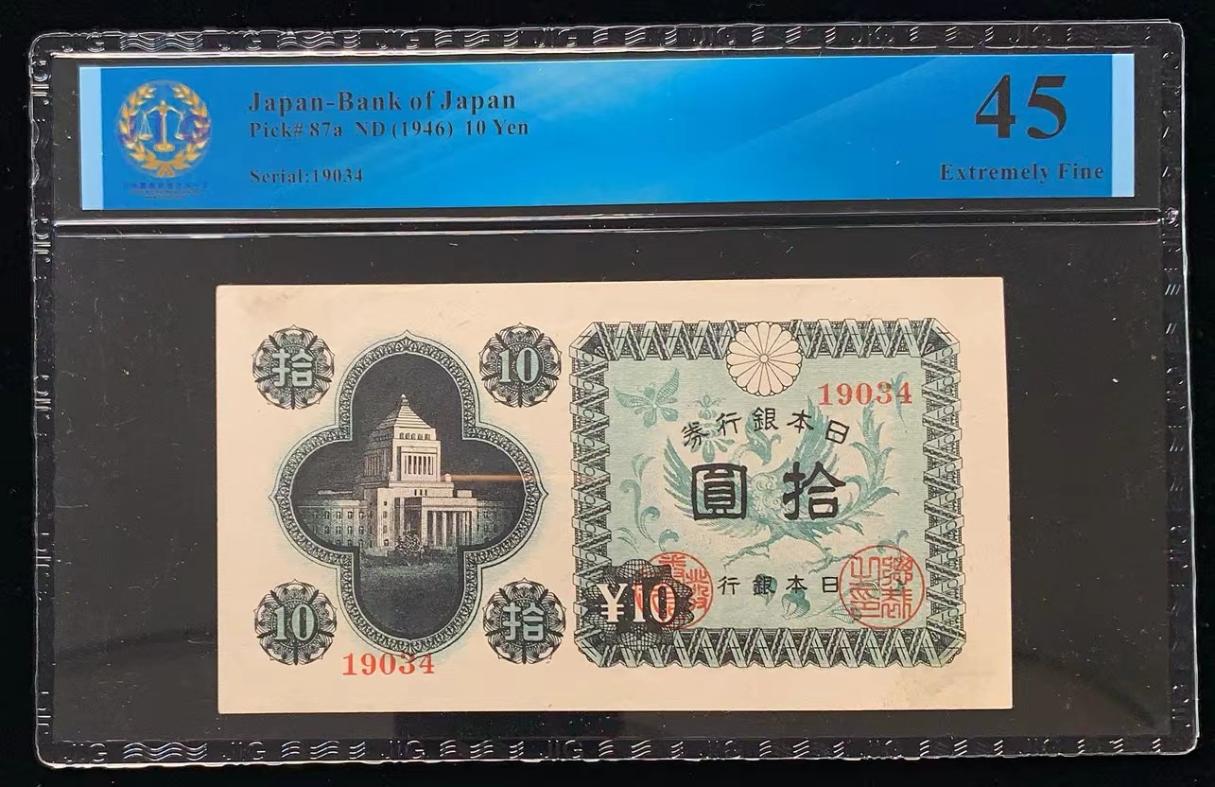 Japan-Bank of Japan
Pick# 87a ND (1946) 10 Yen
Serial:19034
45
Extremely Fine
拾
10
19034
券行銀本日
圓拾
行銀本日
¥10
10
拾
19034